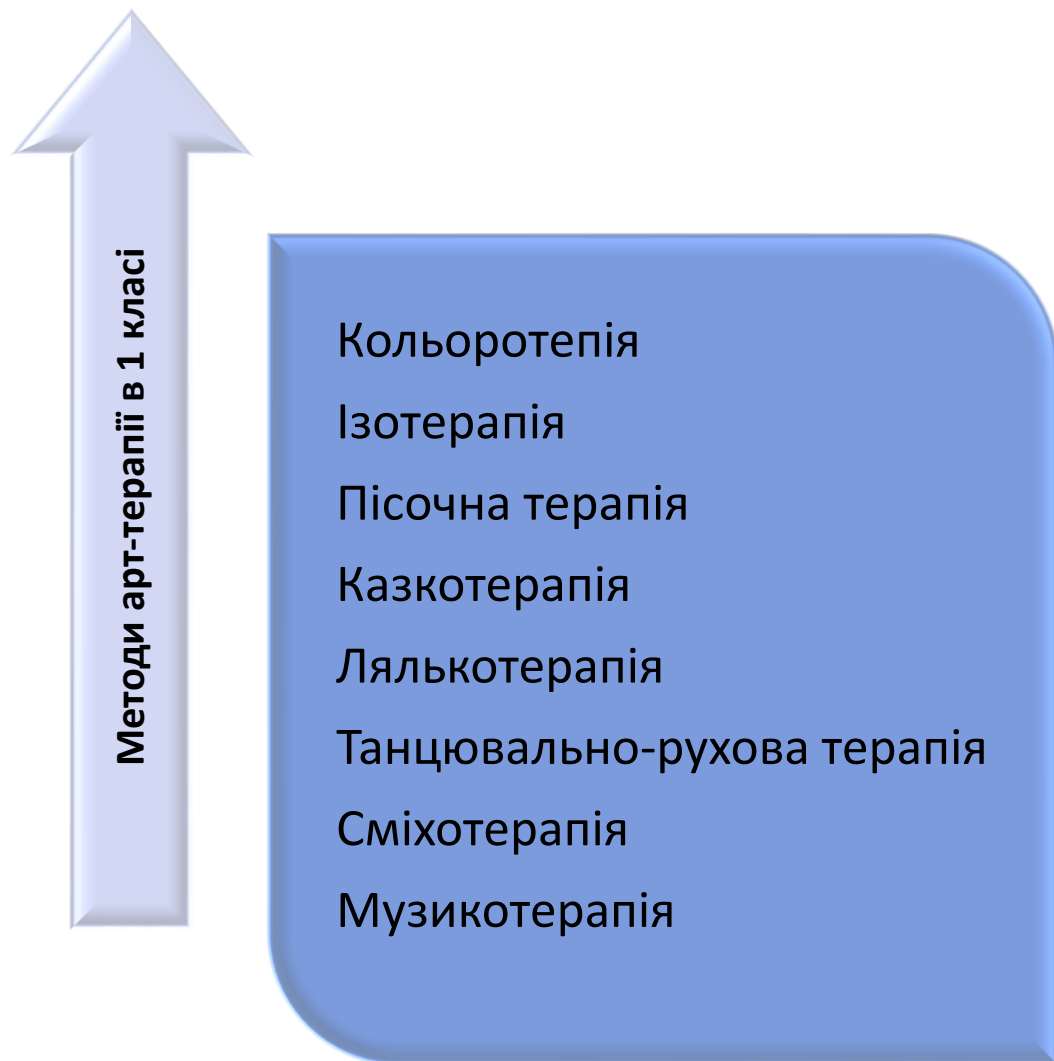 Методи арт-терапії в 1 класі
Кольоротепія
Ізотерапія
Пісочна терапія
Казкотерапія
Лялькотерапія
Танцювально-рухова терапія
Сміхотерапія
Музикотерапія